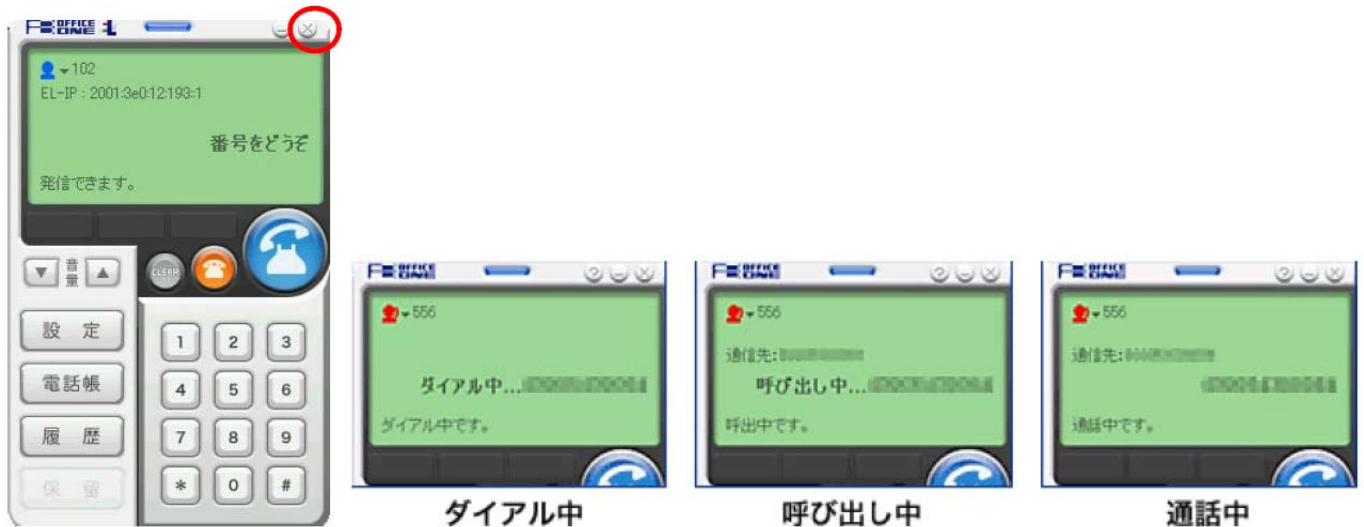 OFFICE ONE
102
EL-IP : 2001:3e0:12:193::1
番号をどうぞ
発信できます。
音量
CLEAR
設 定
電話帳
履 歴
保 留
1 2 3
4 5 6
7 8 9
* 0 #
OFFICE ONE
556
ダイアル中...
ダイアル中です。
ダイアル中
OFFICE ONE
556
通信先:
呼び出し中...
呼出中です。
呼び出し中
OFFICE ONE
556
通信先:
通話中です。
通話中